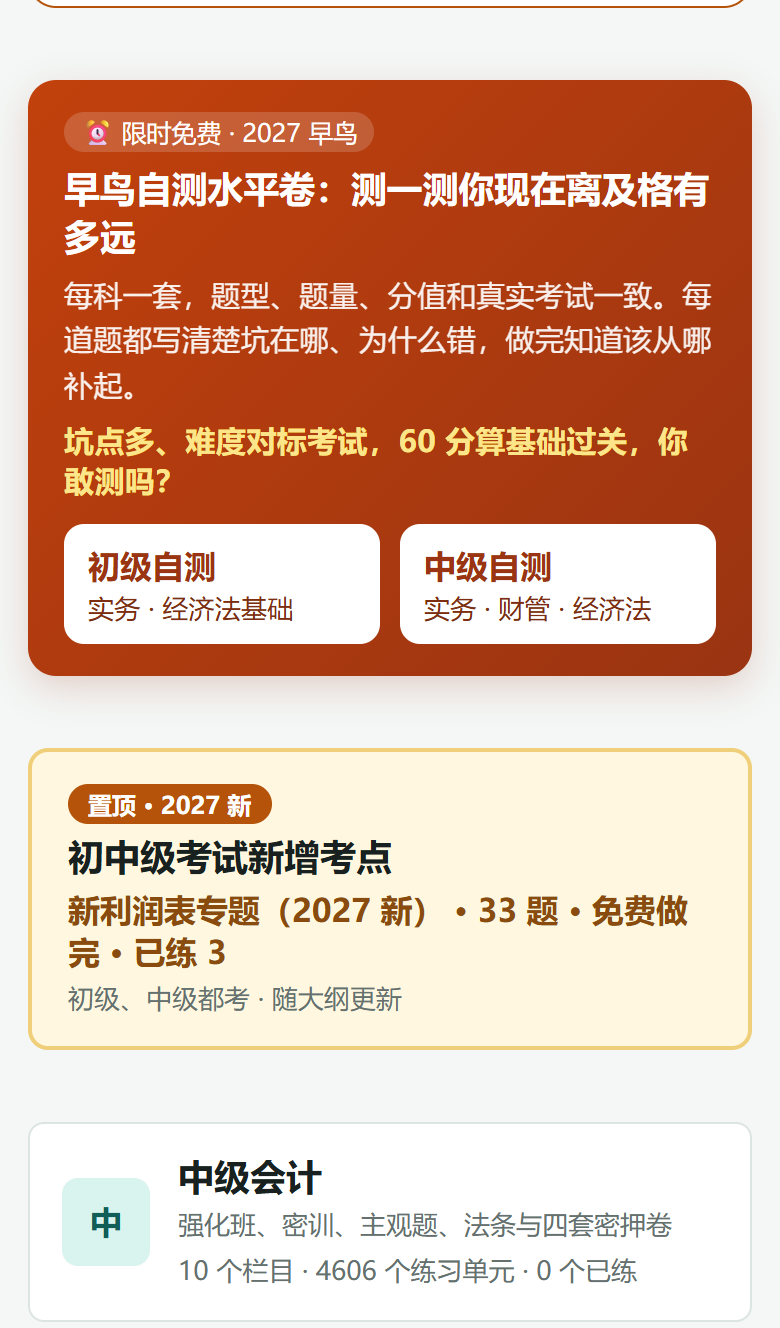 ⏰ 限时免费 · 2027 早鸟
早鸟自测水平卷：测一测你现在离及格有
多远
每科一套，题型、题量、分值和真实考试一致。每
道题都写清楚坑在哪、为什么错，做完知道该从哪
补起。
坑点多、难度对标考试，60 分算基础过关，你
敢测吗？
初级自测
实务 · 经济法基础
中级自测
实务 · 财管 · 经济法
置顶 • 2027 新
初中级考试新增考点
新利润表专题（2027 新） • 33 题 • 免费做
完 • 已练 3
初级、中级都考 · 随大纲更新
中
中级会计
强化班、密训、主观题、法条与四套密押卷
10 个栏目 · 4606 个练习单元 · 0 个已练